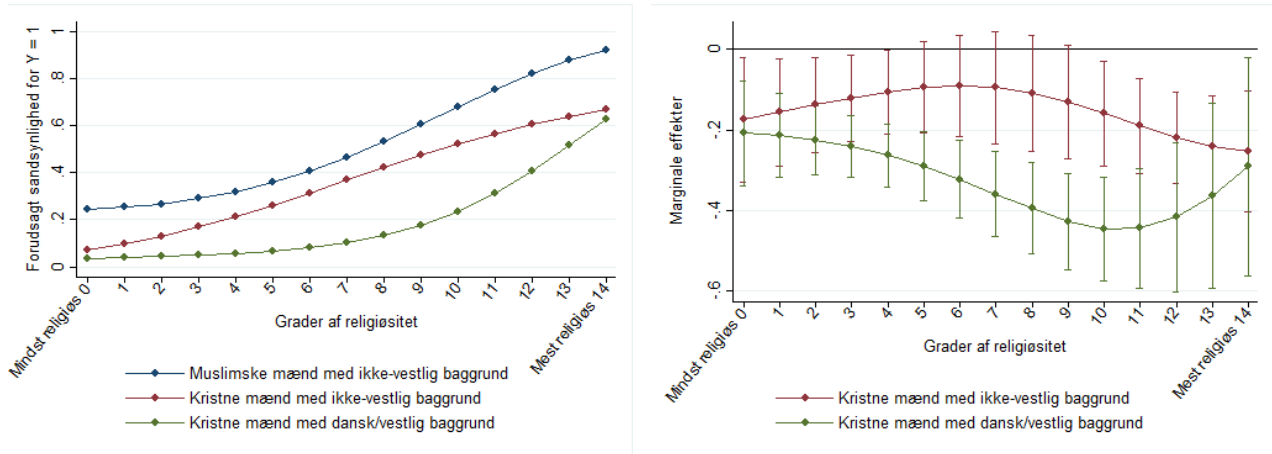 Forudsagt sandsynlighed for Y = 1
1
.8
.6
.4
.2
0
Mindst religiøs 0
1
2
3
4
5
6
7
8
9
10
11
12
13
Mest religiøs 14
Grader af religiøsitet
Muslimske mænd med ikke-vestlig baggrund
Kristne mænd med ikke-vestlig baggrund
Kristne mænd med dansk/vestlig baggrund
Marginale effekter
0
-.2
-.4
-.6
Mindst religiøs 0
1
2
3
4
5
6
7
8
9
10
11
12
13
Mest religiøs 14
Grader af religiøsitet
Kristne mænd med ikke-vestlig baggrund
Kristne mænd med dansk/vestlig baggrund